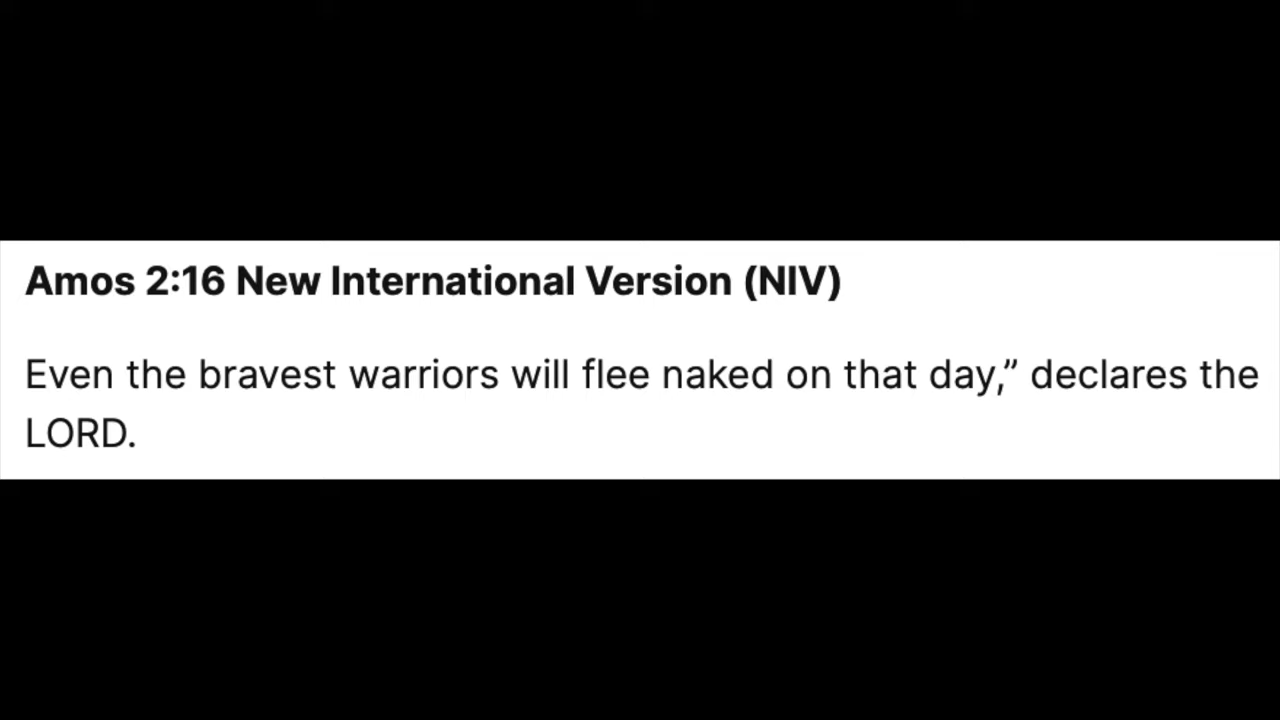 Amos 2:16 New International Version (NIV)
Even the bravest warriors will flee naked on that day,” declares the
LORD.